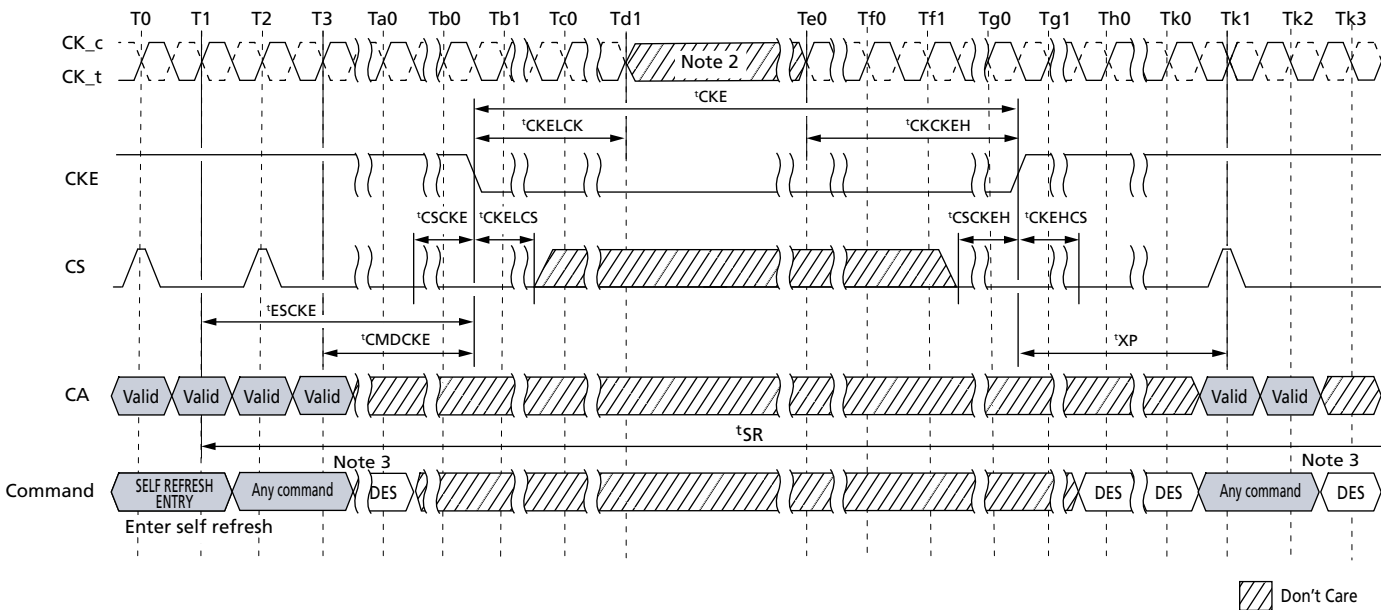 T0 T1 T2 T3 Ta0 Tb0 Tb1 Tc0 Td1 Te0 Tf0 Tf1 Tg0 Tg1 Th0 Tk0 Tk1 Tk2 Tk3
CK_c
CK_t
Note 2
tCKE
tCKELCK tCKCKEH
CKE
tCSCKE tCKELCS tCSCKEH tCKEHCS
CS
tESCKE
tCMDCKE tXP
CA Valid Valid Valid Valid Valid Valid
tSR
Note 3 Note 3
Command SELF REFRESH ENTRY Any command DES DES DES Any command DES
Enter self refresh
Don't Care